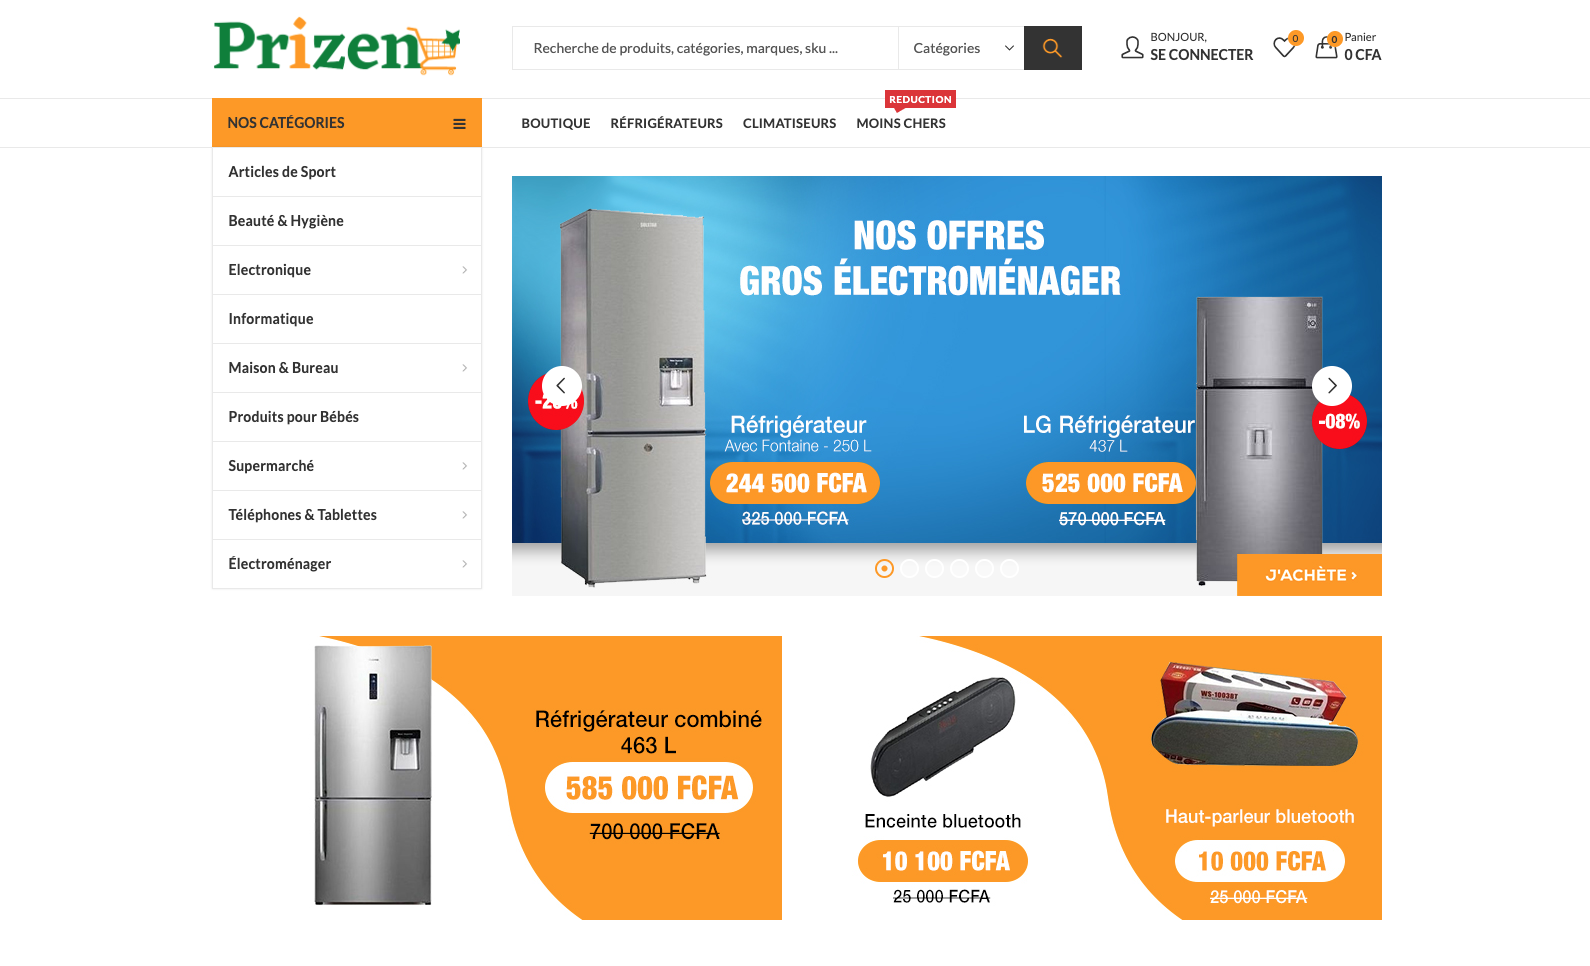 Prizen
Recherche de produits, catégories, marques, sku ...
Catégories
BONJOUR,
SE CONNECTER
0
0
Panier
0 CFA
REDUCTION
NOS CATÉGORIES
BOUTIQUE RÉFRIGÉRATEURS CLIMATISEURS MOINS CHERS
Articles de Sport
Beauté & Hygiène
Electronique
Informatique
Maison & Bureau
Produits pour Bébés
Supermarché
Téléphones & Tablettes
Électroménager
NOS OFFRES
GROS ÉLECTROMÉNAGER
LG
-08%
Réfrigérateur
Avec Fontaine - 250 L
244 500 FCFA
325 000 FCFA
LG Réfrigérateur
437 L
525 000 FCFA
570 000 FCFA
J'ACHÈTE ›
Réfrigérateur combiné
463 L
585 000 FCFA
700 000 FCFA
Enceinte bluetooth
10 100 FCFA
25 000 FCFA
WS-1003BT
Haut-parleur bluetooth
10 000 FCFA
25 000 FCFA